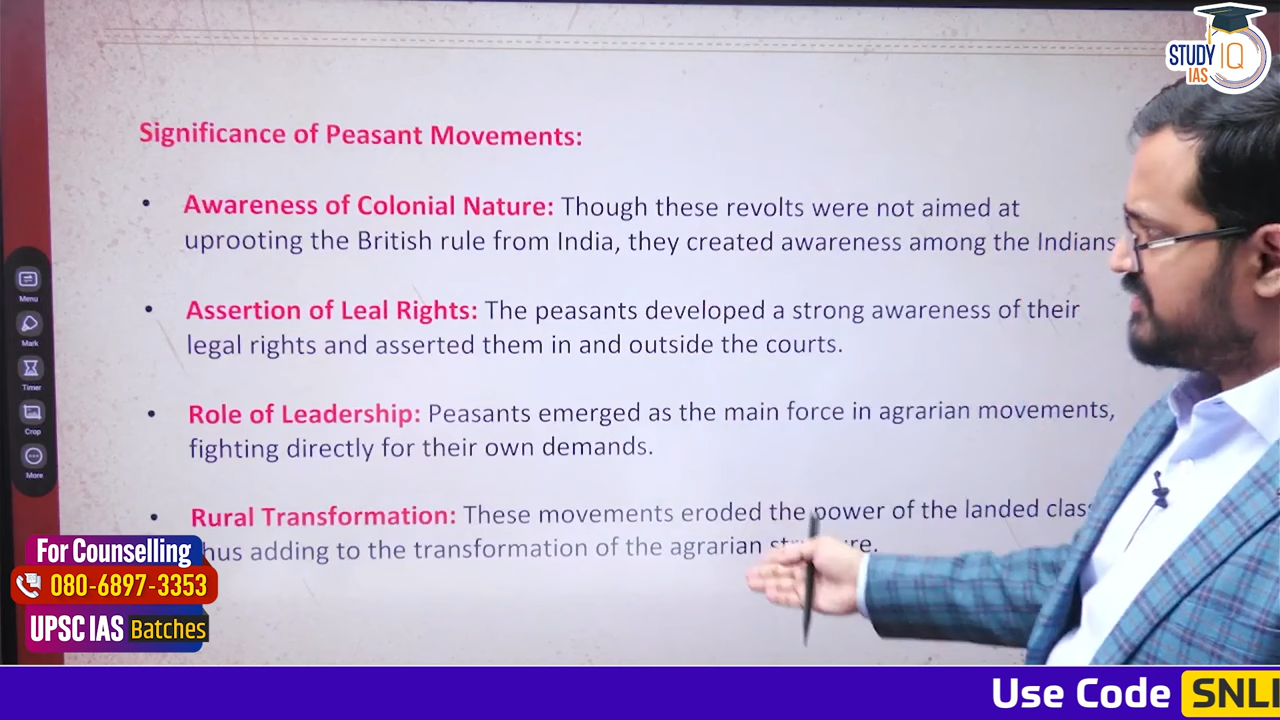 STUDY IQ
IAS
Significance of Peasant Movements:
• Awareness of Colonial Nature: Though these revolts were not aimed at
uprooting the British rule from India, they created awareness among the Indians
• Assertion of Leal Rights: The peasants developed a strong awareness of their
legal rights and asserted them in and outside the courts.
• Role of Leadership: Peasants emerged as the main force in agrarian movements,
fighting directly for their own demands.
• Rural Transformation: These movements eroded the power of the landed
adding to the transformation of the agrarian
Menu
Mark
Timer
Crop
More
For Counselling
080-6897-3353
UPSC IAS Batches
Use Code SNLI